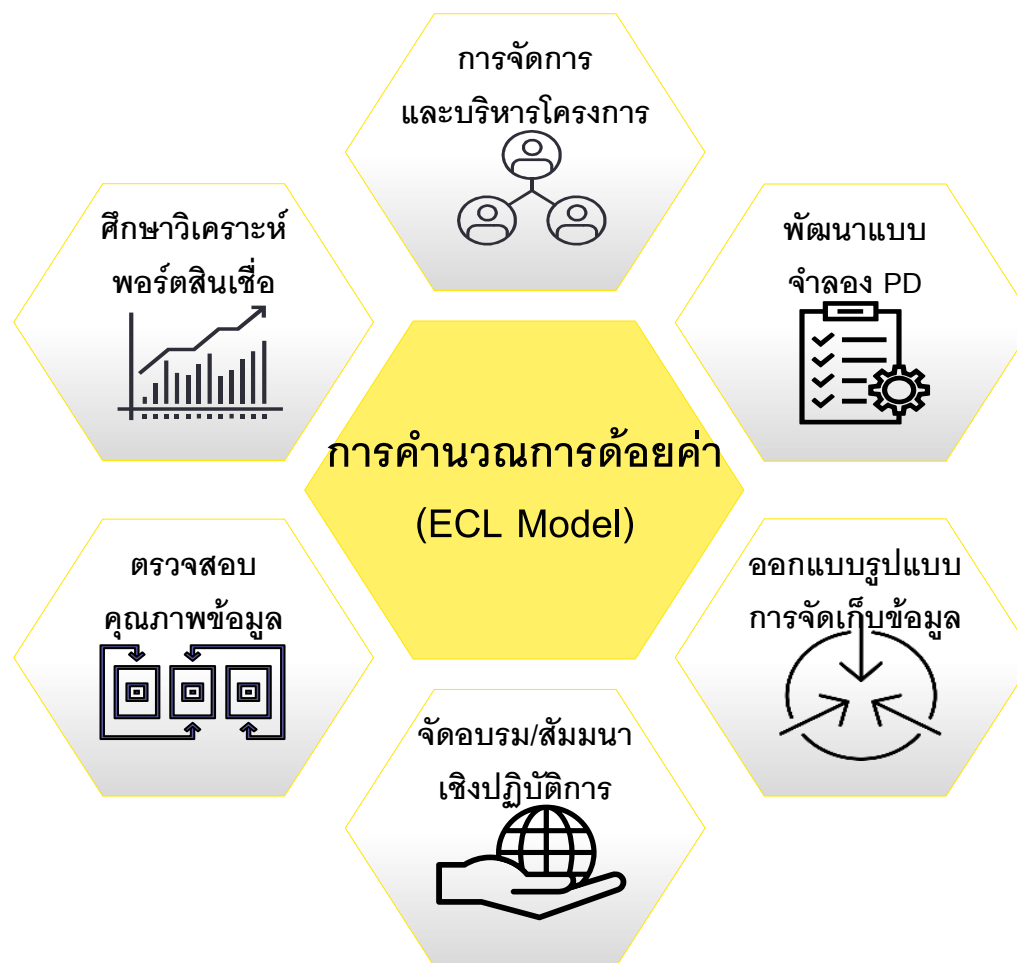 การจัดการ
และบริหารโครงการ
ศึกษาวิเคราะห์
พอร์ตสินเชื่อ
พัฒนาแบบ
จำลอง PD
การคำนวณการด้อยค่า
(ECL Model)
ตรวจสอบ
คุณภาพข้อมูล
ออกแบบรูปแบบ
การจัดเก็บข้อมูล
จัดอบรม/สัมมนา
เชิงปฏิบัติการ